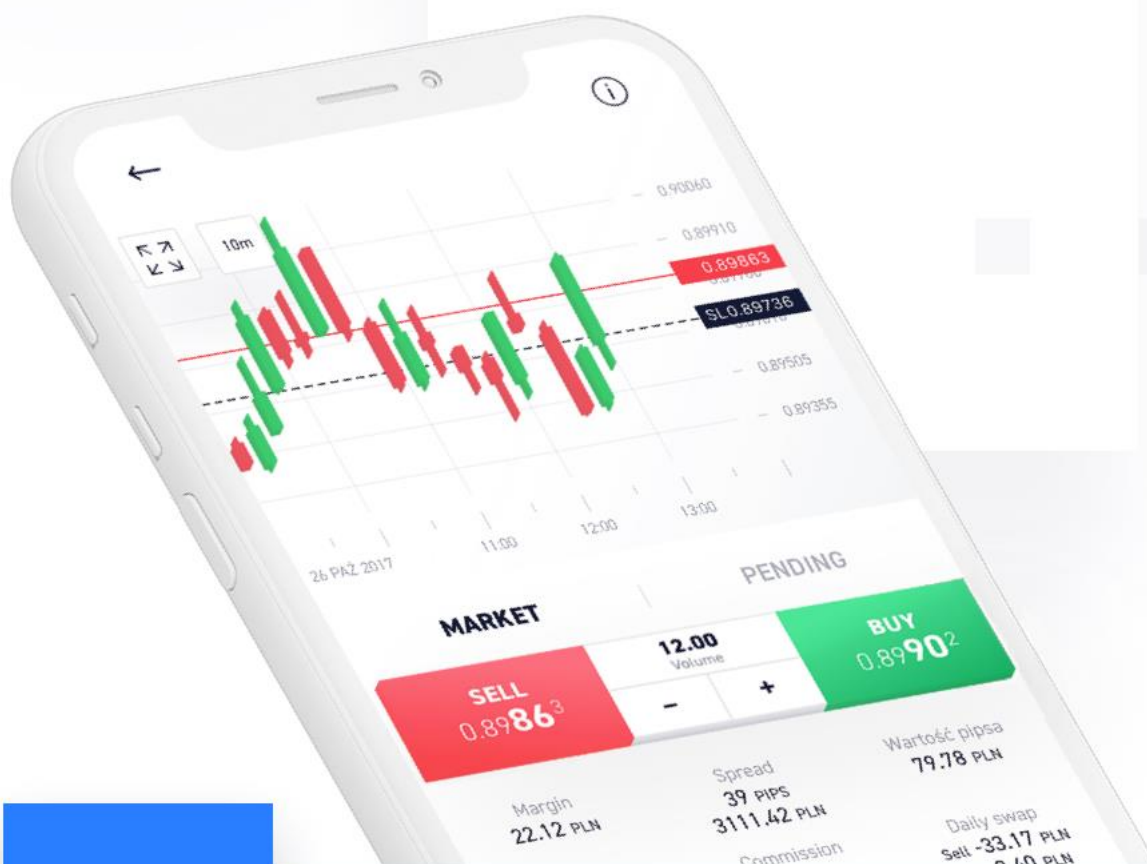 10m
0.90060
0.89910
0.89863
SL0.89736
0.89505
0.89355
26 PAŹ 2017
11:00
12:00
13:00
MARKET
PENDING
SELL
0.89863
12.00
Volume
-
+
BUY
0.89902
Margin
22.12 PLN
Spread
39 PIPS
3111.42 PLN
Wartość pipsa
79.78 PLN
Commission
Daily swap
Sell -33.17 PLN